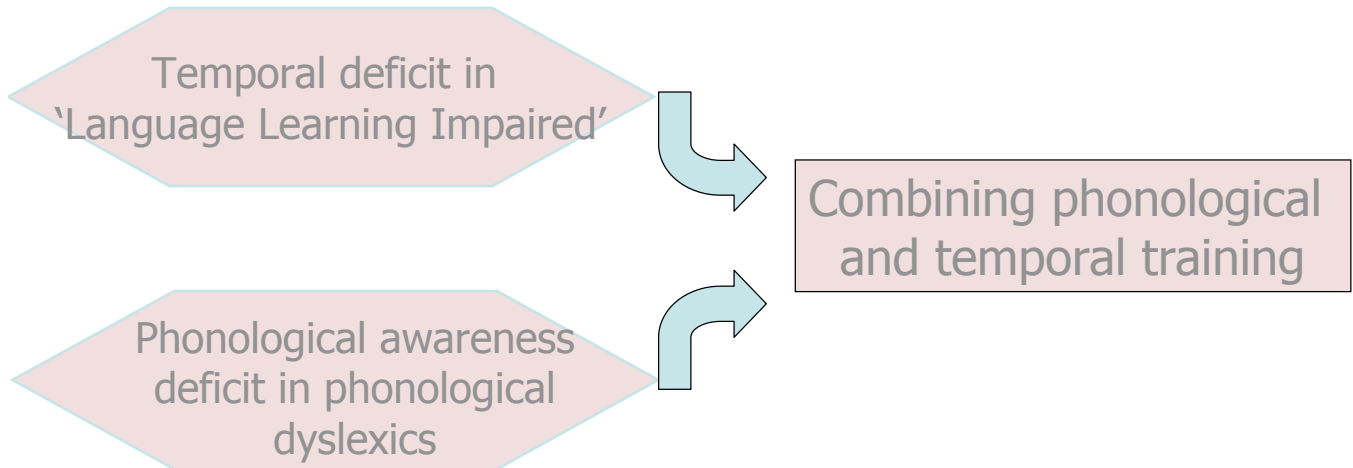 Temporal deficit in
‘Language Learning Impaired’
Combining phonological
and temporal training
Phonological awareness
deficit in phonological
dyslexics